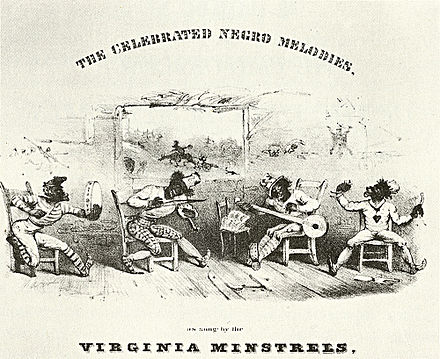 THE CELEBRATED NEGRO MELODIES,
as sung by the
VIRGINIA MINSTRELS,